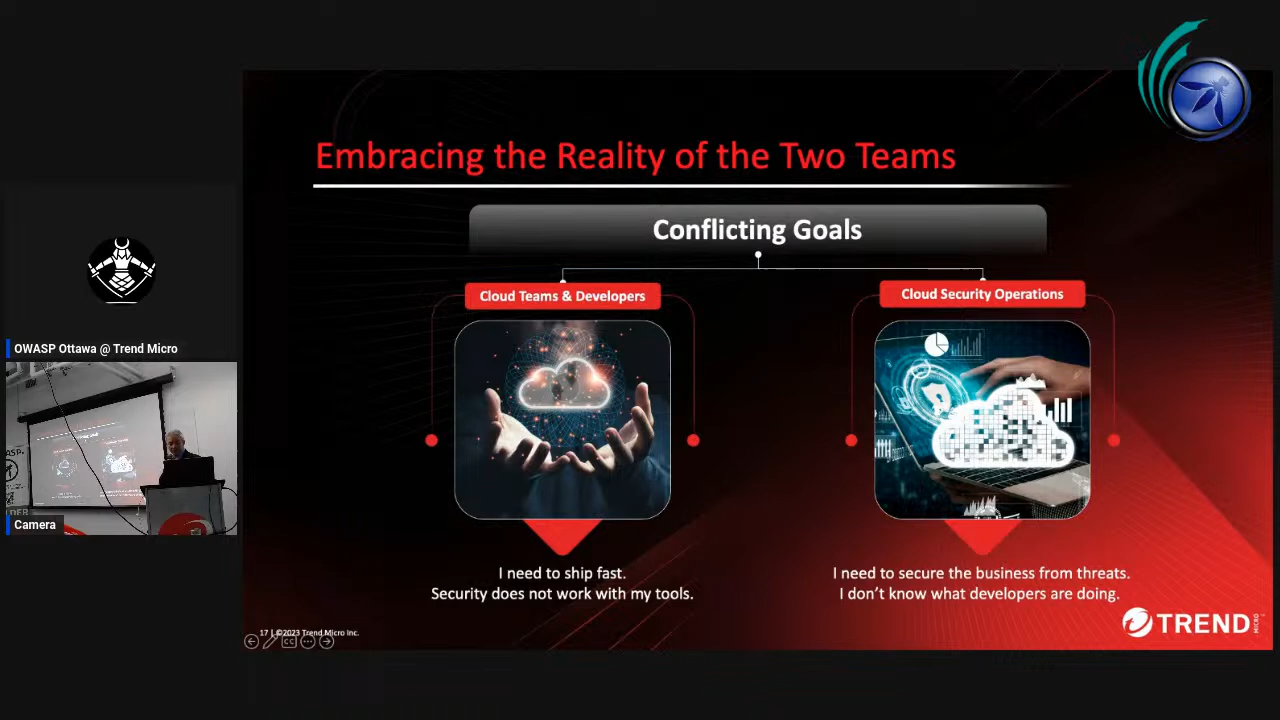 Embracing the Reality of the Two Teams
Conflicting Goals
Cloud Teams & Developers
Cloud Security Operations
I need to ship fast.
Security does not work with my tools.
I need to secure the business from threats.
I don't know what developers are doing.
17 | ©2023 Trend Micro Inc.
CC
TREND
MICRO
OWASP Ottawa @ Trend Micro
Camera